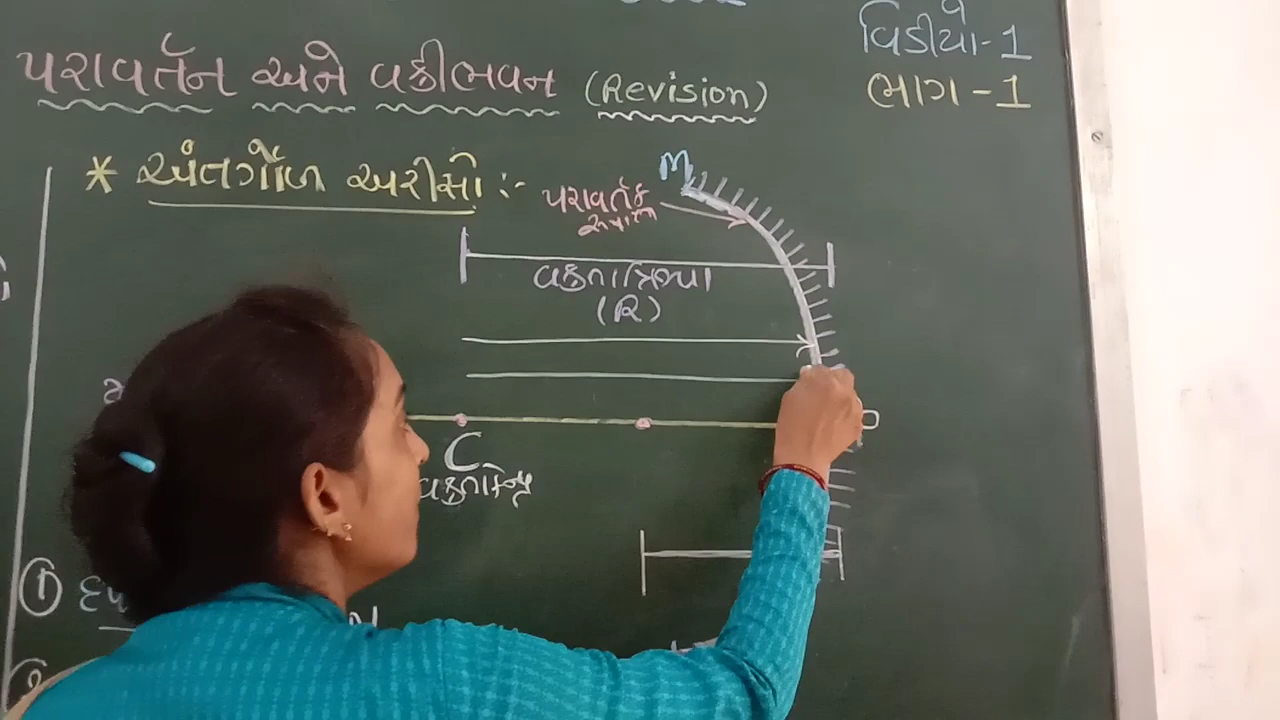 વિડીયો-1
પરાવર્તન અને વક્રીભવન (Revision)
ભાગ -1
* અંતર્ગોળ અરીસો :-
M
પરાવર્તક
સપાટી
વક્રતાત્રિજ્યા
(R)
P
C
વક્રતાકેન્દ્ર
①